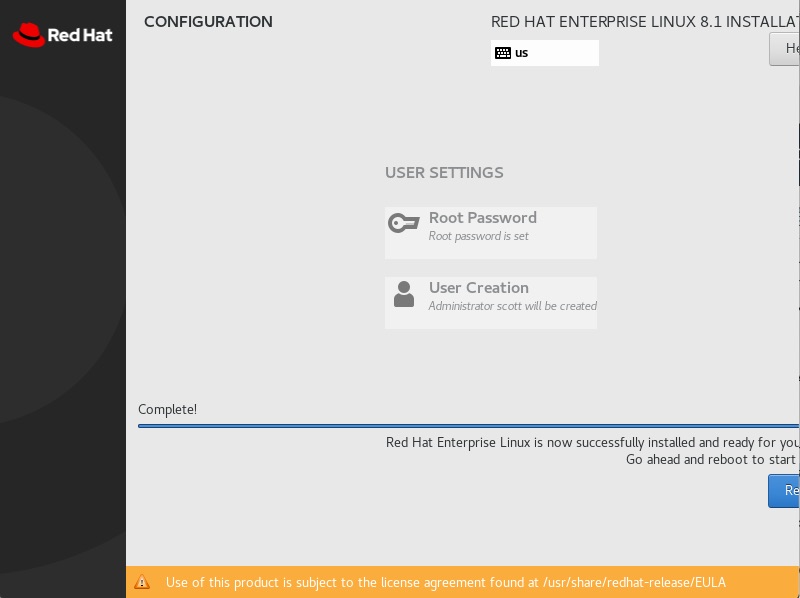 Red Hat
CONFIGURATION
RED HAT ENTERPRISE LINUX 8.1 INSTALLAT
us
He
USER SETTINGS
Root Password
Root password is set
User Creation
Administrator scott will be created
Complete!
Red Hat Enterprise Linux is now successfully installed and ready for you
Go ahead and reboot to start
Re
Use of this product is subject to the license agreement found at /usr/share/redhat-release/EULA